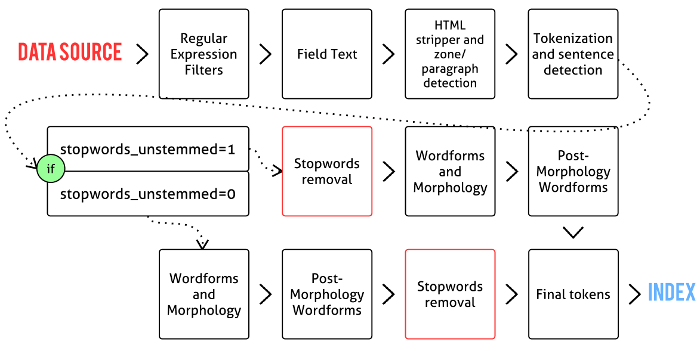 DATA SOURCE
Regular
Expression
Filters
Field Text
HTML
stripper and
zone/
paragraph
detection
Tokenization
and sentence
detection
if
stopwords_unstemmed=1
stopwords_unstemmed=0
Stopwords
removal
Wordforms
and
Morphology
Post-
Morphology
Wordforms
Wordforms
and
Morphology
Post-
Morphology
Wordforms
Stopwords
removal
Final tokens
INDEX